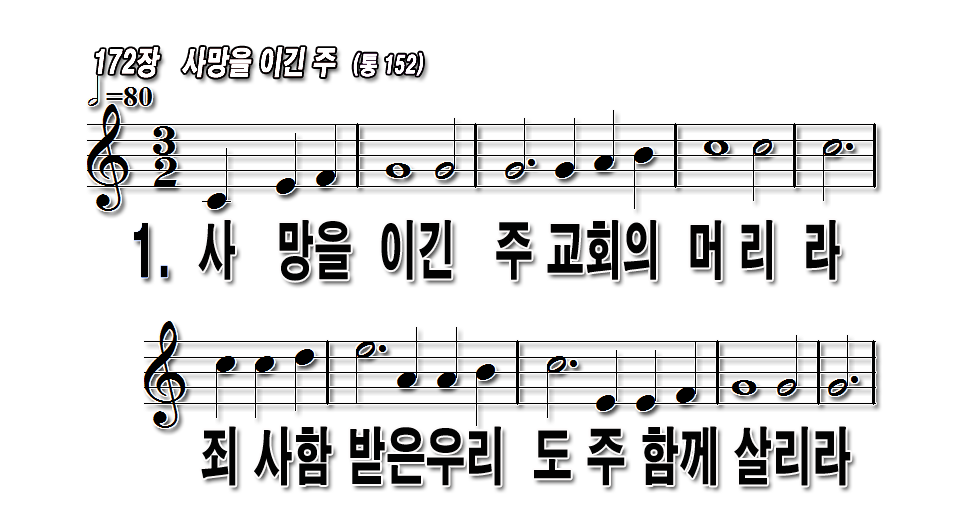 172장 사망을 이긴 주 (통 152)
=80
3
2
1. 사 망을 이긴 주 교회의 머 리 라
죄 사함 받은우리 도 주 함께 살리라